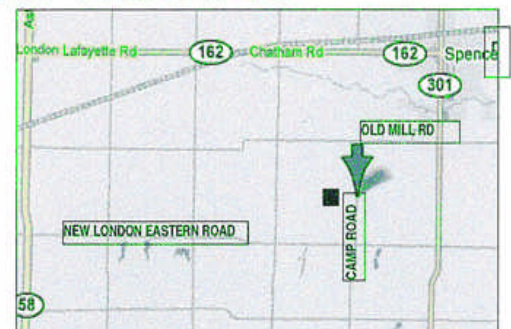 Asl
London Lafayette Rd 162 Chatham Rd 162 Spence
301
OLD MILL RD
NEW LONDON EASTERN ROAD
CAMP ROAD
58